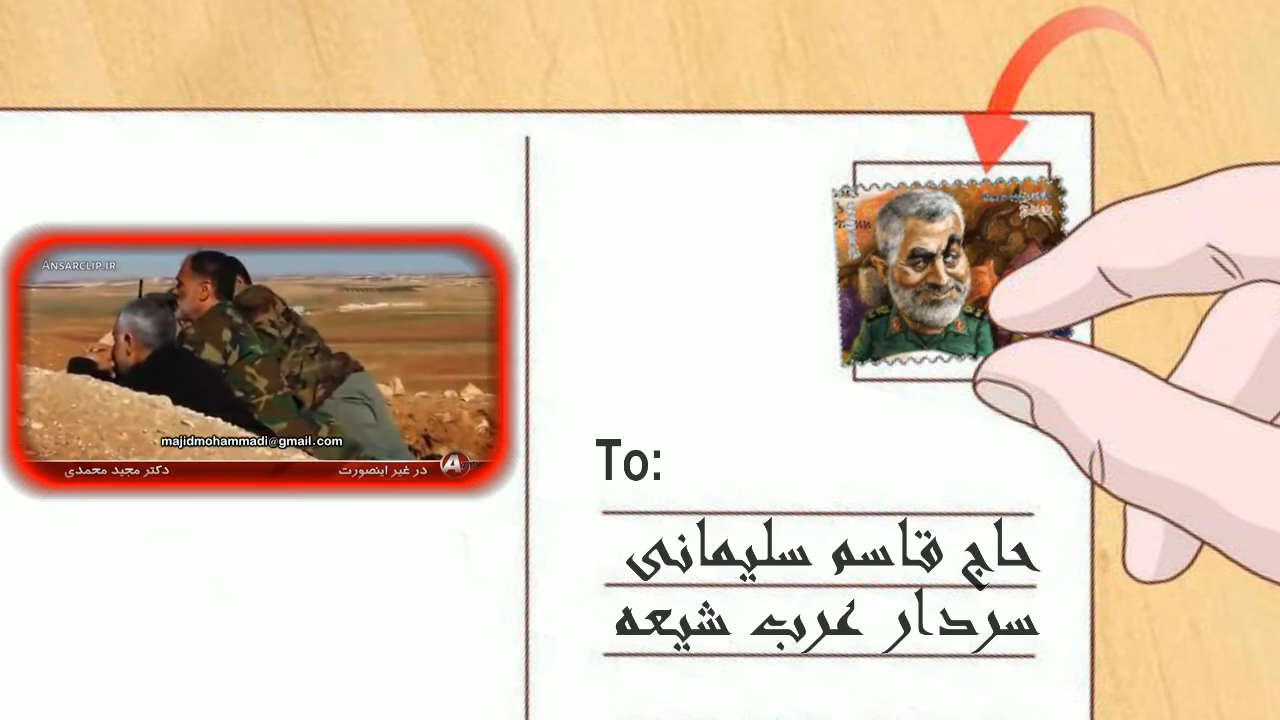 ANSARCLIP.IR
majidmohammadi@gmail.com
در غیر اینصورت
دکتر مجید محمدی
To:
حاج قاسم سلیمانی
سردار عرب شیعه